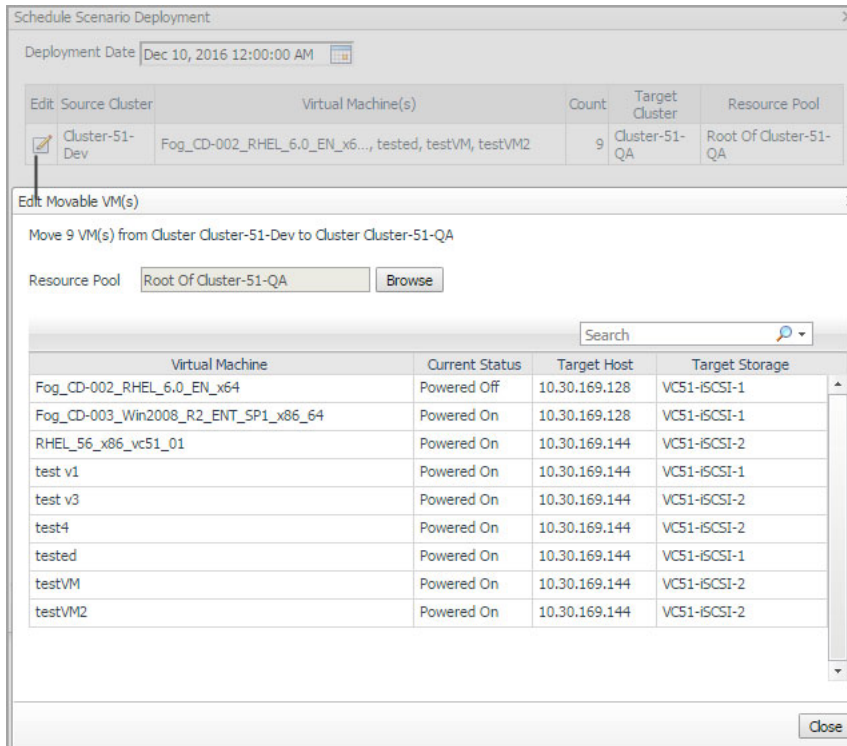 Schedule Scenario Deployment
Deployment Date Dec 10, 2016 12:00:00 AM
Edit Source Cluster Virtual Machine(s) Count Target Cluster Resource Pool
Cluster-51-Dev Fog_CD-002_RHEL_6.0_EN_x6..., tested, testVM, testVM2 9 Cluster-51-QA Root Of Cluster-51-QA
Edit Movable VM(s)
Move 9 VM(s) from Cluster Cluster-51-Dev to Cluster Cluster-51-QA
Resource Pool Root Of Cluster-51-QA Browse
Search
Virtual Machine Current Status Target Host Target Storage
Fog_CD-002_RHEL_6.0_EN_x64 Powered Off 10.30.169.128 VC51-iSCSI-1
Fog_CD-003_Win2008_R2_ENT_SP1_x86_64 Powered On 10.30.169.128 VC51-iSCSI-1
RHEL_56_x86_vc51_01 Powered On 10.30.169.144 VC51-iSCSI-2
test v1 Powered On 10.30.169.144 VC51-iSCSI-1
test v3 Powered On 10.30.169.144 VC51-iSCSI-2
test4 Powered On 10.30.169.144 VC51-iSCSI-2
tested Powered On 10.30.169.144 VC51-iSCSI-1
testVM Powered On 10.30.169.144 VC51-iSCSI-2
testVM2 Powered On 10.30.169.144 VC51-iSCSI-2
Close